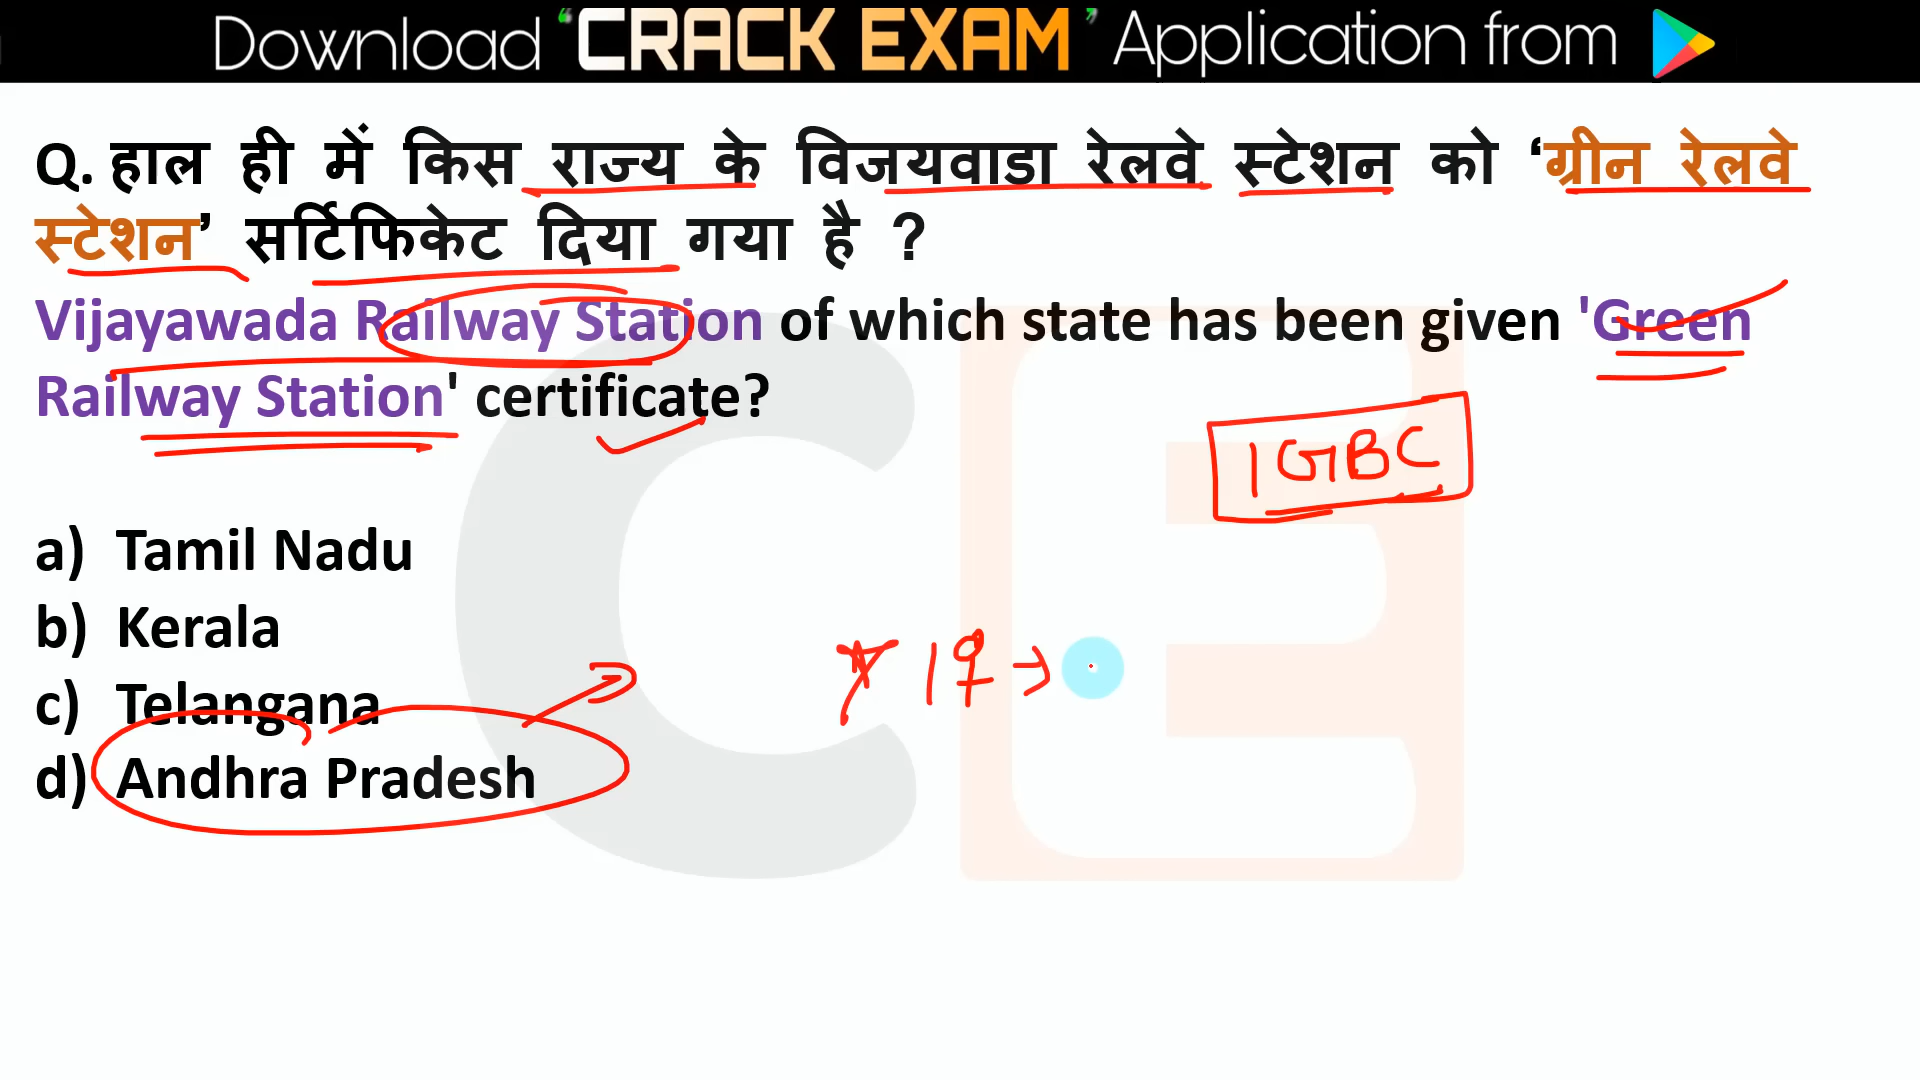 Download ‘CRACK EXAM’ Application from
Q. हाल ही में किस राज्य के विजयवाडा रेलवे स्टेशन को ‘ग्रीन रेलवे
स्टेशन’ सर्टिफिकेट दिया गया है ?
Vijayawada Railway Station of which state has been given 'Green
Railway Station' certificate?
IGBC
a) Tamil Nadu
b) Kerala
c) Telangana
d) Andhra Pradesh